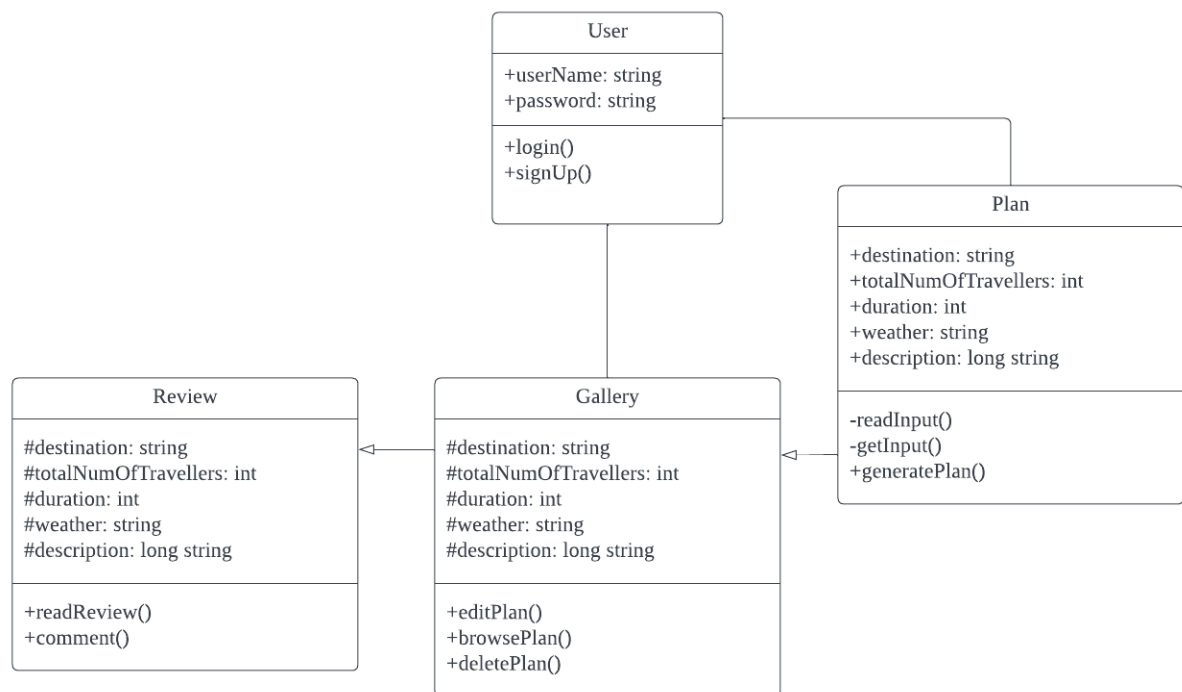 User
+userName: string
+password: string
+login()
+signUp()
Plan
+destination: string
+totalNumOfTravellers: int
+duration: int
+weather: string
+description: long string
-readInput()
-getInput()
+generatePlan()
Review
#destination: string
#totalNumOfTravellers: int
#duration: int
#weather: string
#description: long string
+readReview()
+comment()
Gallery
#destination: string
#totalNumOfTravellers: int
#duration: int
#weather: string
#description: long string
+editPlan()
+browsePlan()
+deletePlan()